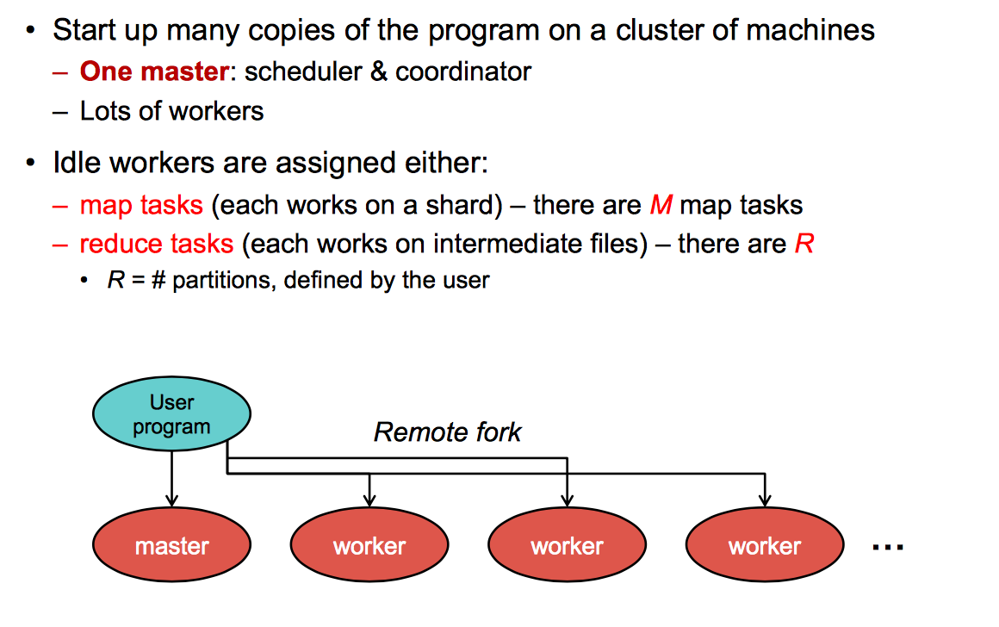 • Start up many copies of the program on a cluster of machines
– One master: scheduler & coordinator
– Lots of workers
• Idle workers are assigned either:
– map tasks (each works on a shard) – there are M map tasks
– reduce tasks (each works on intermediate files) – there are R
• R = # partitions, defined by the user
User
program
Remote fork
master
worker
worker
worker
...